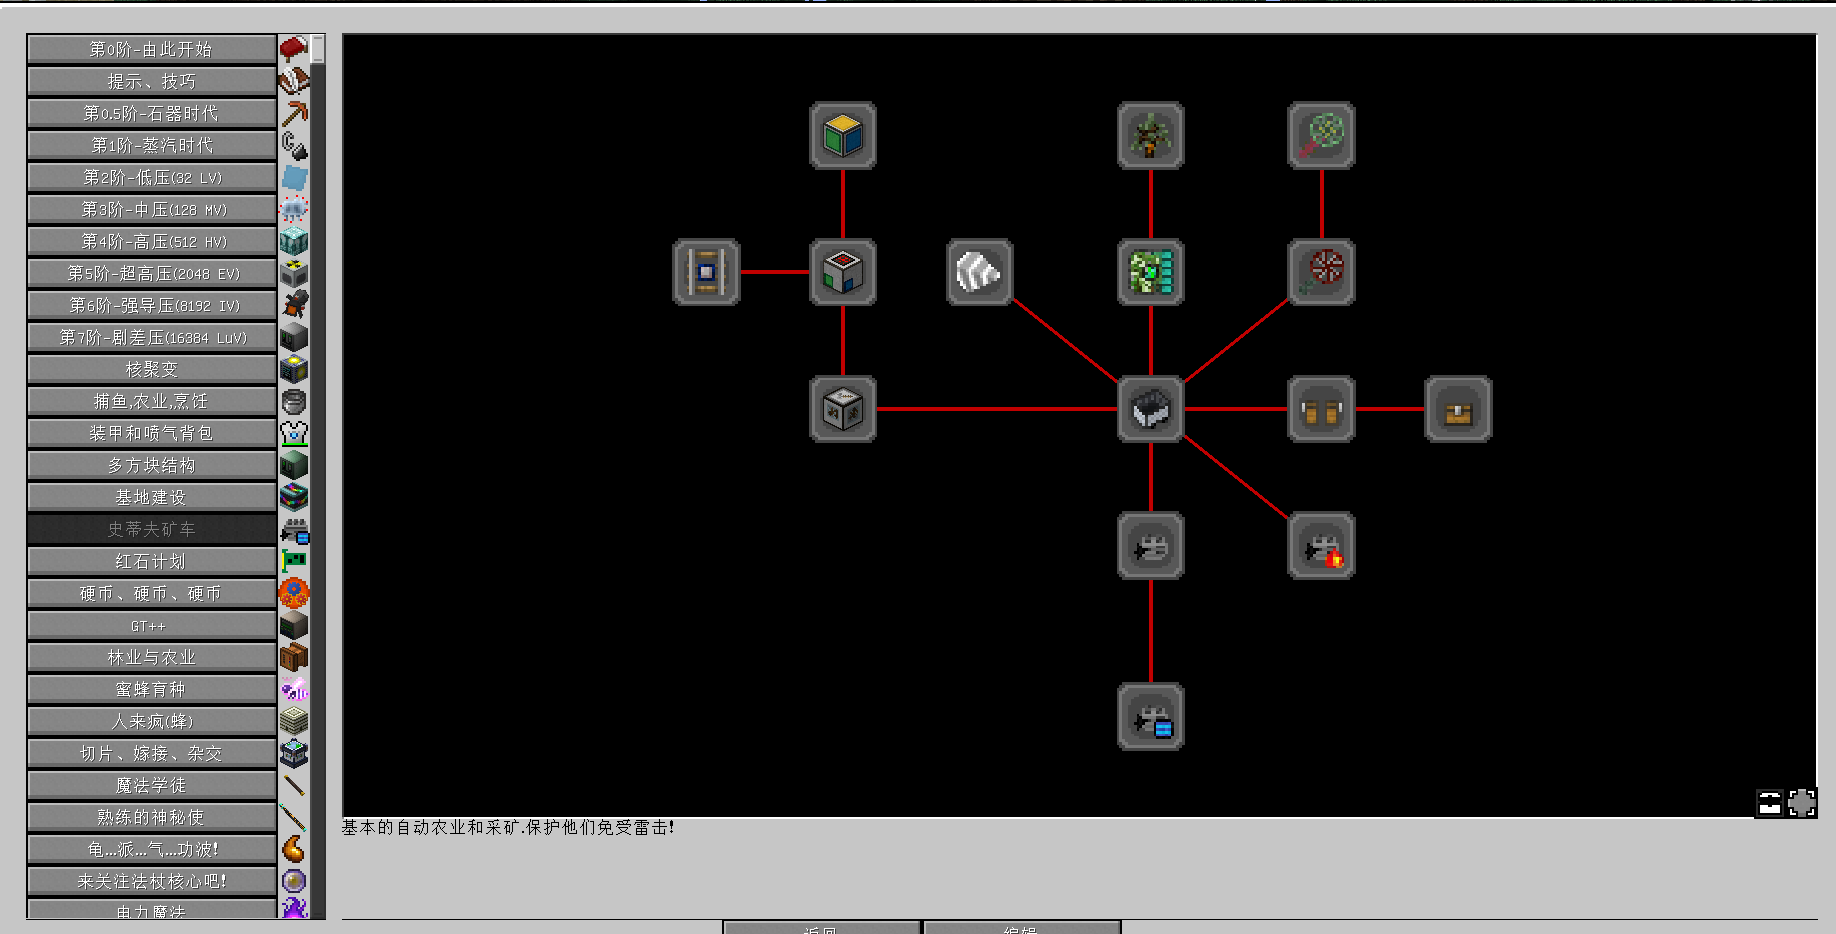 第0阶-由此开始
提示、技巧
第0.5阶-石器时代
第1阶-蒸汽时代
第2阶-低压(32 LV)
第3阶-中压(128 MV)
第4阶-高压(512 HV)
第5阶-超高压(2048 EV)
第6阶-强导压(8192 IV)
第7阶-剧差压(16384 LuV)
核聚变
捕鱼,农业,烹饪
装甲和喷气背包
多方块结构
基地建设
史蒂夫矿车
红石计划
硬币、硬币、硬币
GT++
林业与农业
蜜蜂育种
人来疯(蜂)
切片、嫁接、杂交
魔法学徒
熟练的神秘使
龟...派...气...功波!
来关注法杖核心吧!
电力魔法
基本的自动农业和采矿.保护他们免受雷击!
返回
编辑